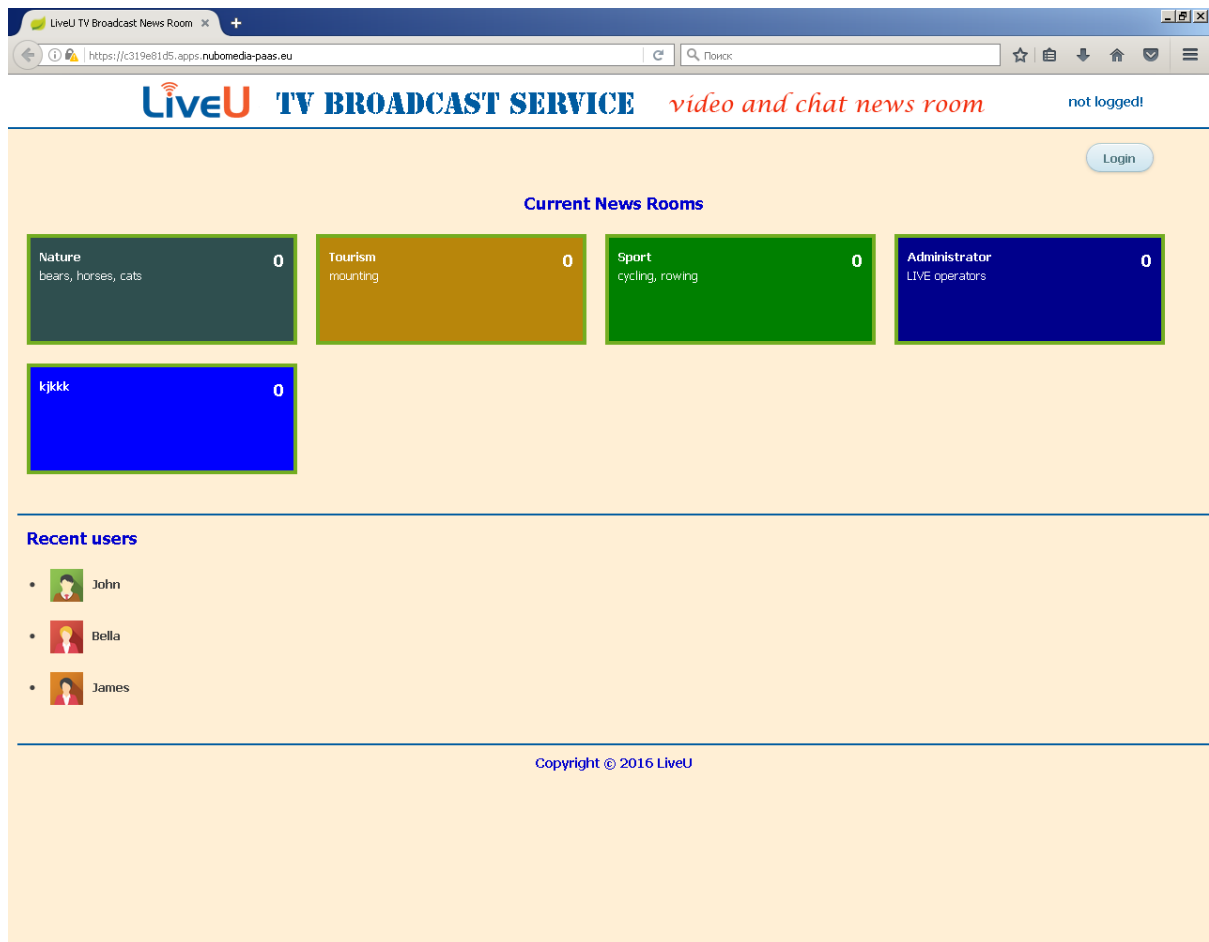 LiveU TV Broadcast News Room
https://c319e81d5.apps.nubomedia-paas.eu
Поиск
LiveU TV BROADCAST SERVICE video and chat news room not logged!
Login
Current News Rooms
Nature 0
bears, horses, cats
Tourism 0
mounting
Sport 0
cycling, rowing
Administrator 0
LIVE operators
kjkkk 0
Recent users
John
Bella
James
Copyright © 2016 LiveU